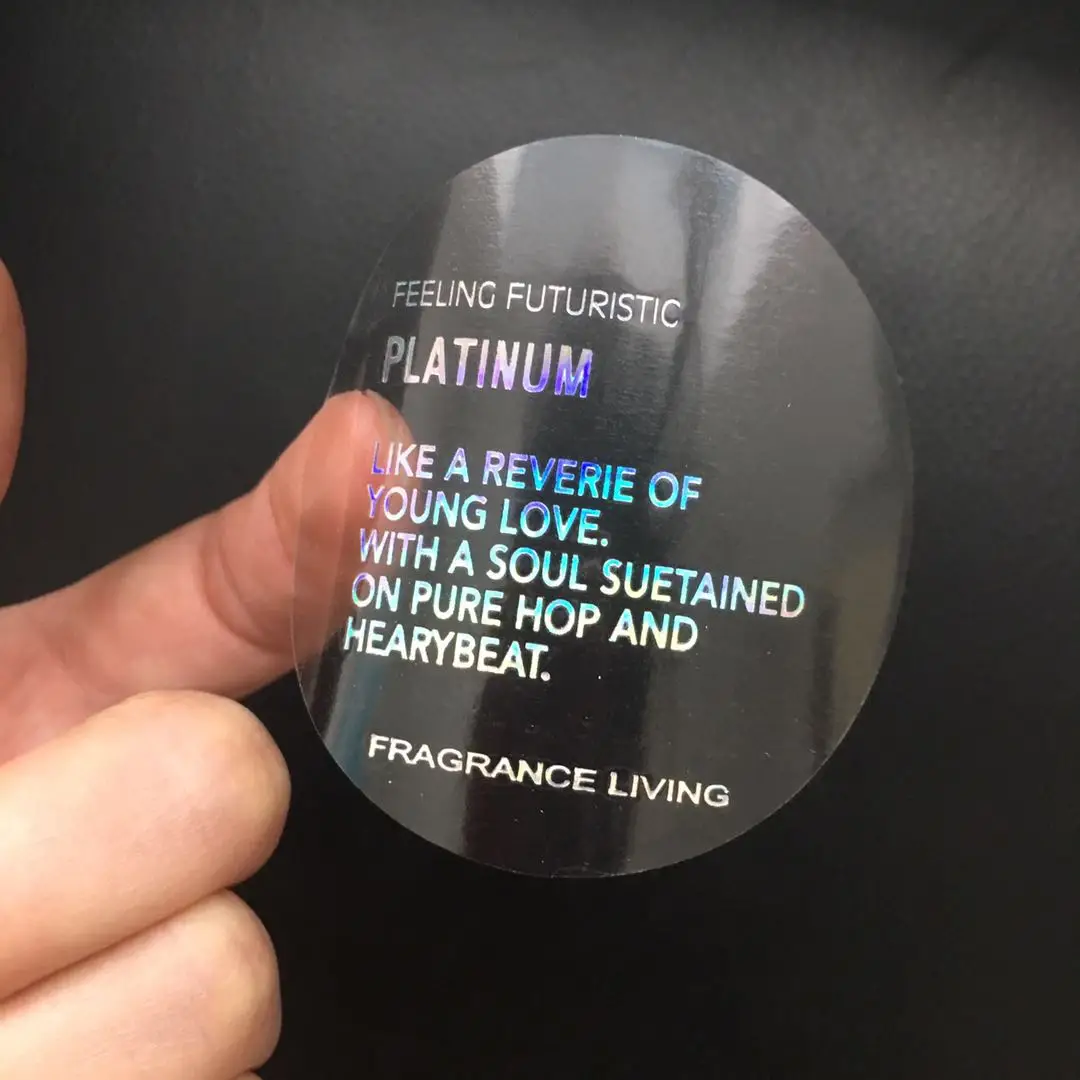 FEELING FUTURISTIC
PLATINUM
LIKE A REVERIE OF
YOUNG LOVE.
WITH A SOUL SUETAINED
ON PURE HOP AND
HEARYBEAT.
FRAGRANCE LIVING